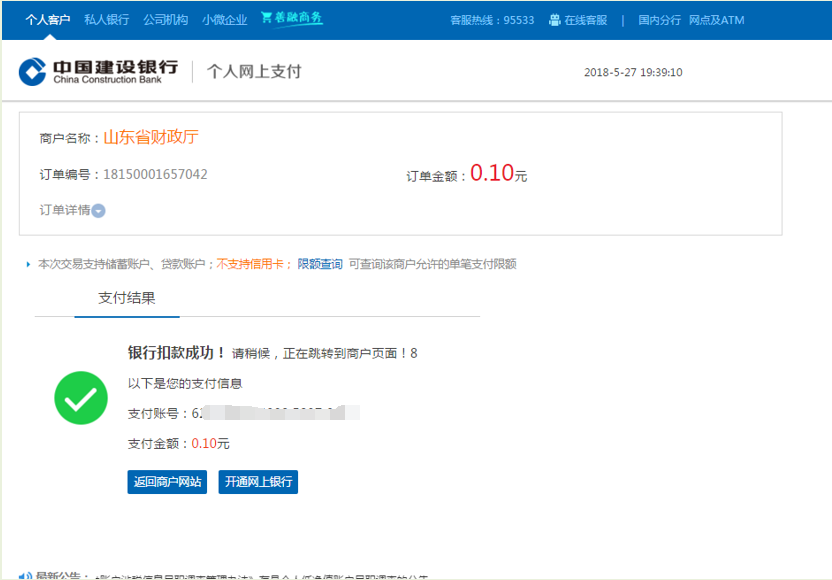 个人客户 私人银行 公司机构 小微企业 善融商务 客服热线：95533 在线客服 | 国内分行 网点及ATM
中国建设银行 个人网上支付 2018-5-27 19:39:10
China Construction Bank
商户名称：山东省财政厅
订单编号：18150001657042 订单金额：0.10元
订单详情
本次交易支持储蓄账户、贷款账户；不支持信用卡； 限额查询 可查询该商户允许的单笔支付限额
支付结果
银行扣款成功！ 请稍候，正在跳转到商户页面！8
以下是您的支付信息
支付账号：62
支付金额：0.10元
返回商户网站 开通网上银行
最新公告：